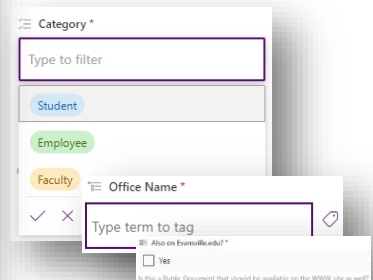 Category *
Type to filter
Student
Employee
Faculty
Office Name *
Type term to tag
Also on Evansville.edu? *
Yes
Is this a Public Document that should be available on the WWW site as well?